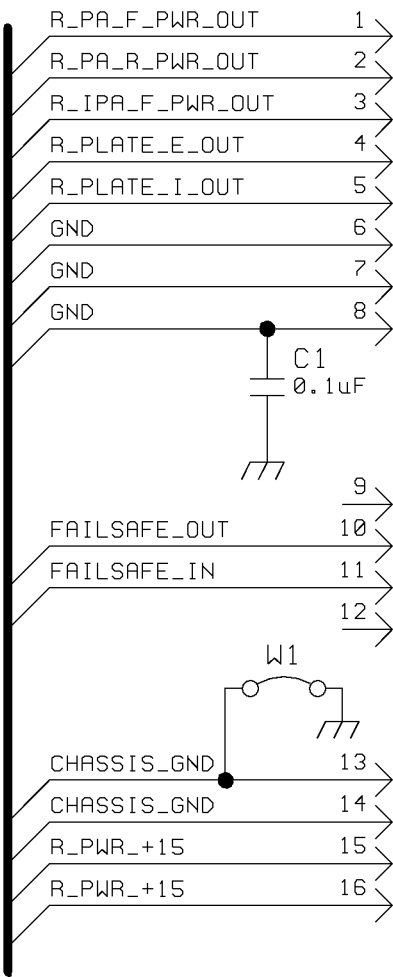 R_PA_F_PWR_OUT 1
R_PA_R_PWR_OUT 2
R_IPA_F_PWR_OUT 3
R_PLATE_E_OUT 4
R_PLATE_I_OUT 5
GND 6
GND 7
GND 8
C1
0.1uF
9
FAILSAFE_OUT 10
FAILSAFE_IN 11
12
W1
CHASSIS_GND 13
CHASSIS_GND 14
R_PWR_+15 15
R_PWR_+15 16